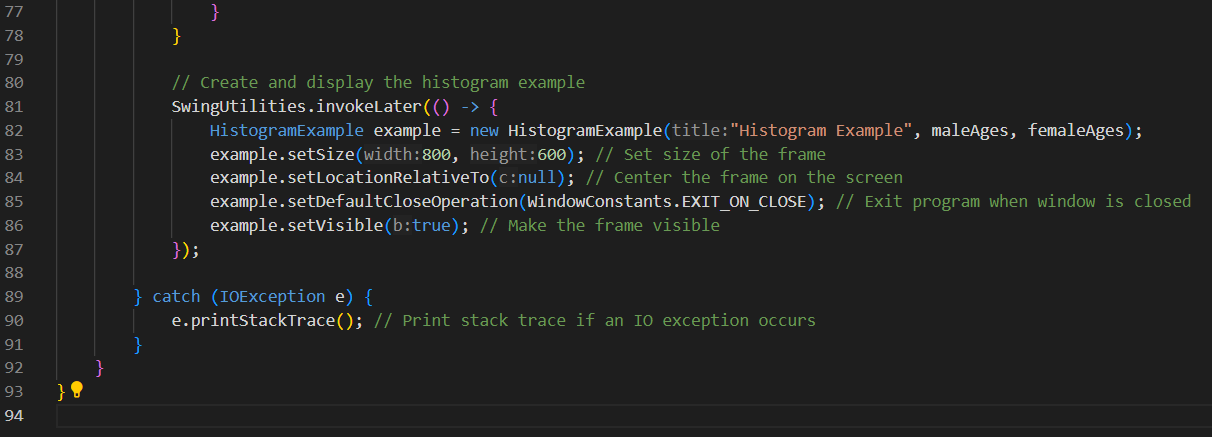 77 }
78 }
79
80 // Create and display the histogram example
81 SwingUtilities.invokeLater(() -> {
82 HistogramExample example = new HistogramExample(title:"Histogram Example", maleAges, femaleAges);
83 example.setSize(width:800, height:600); // Set size of the frame
84 example.setLocationRelativeTo(c:null); // Center the frame on the screen
85 example.setDefaultCloseOperation(WindowConstants.EXIT_ON_CLOSE); // Exit program when window is closed
86 example.setVisible(b:true); // Make the frame visible
87 });
88
89 } catch (IOException e) {
90 e.printStackTrace(); // Print stack trace if an IO exception occurs
91 }
92 }
93 }
94